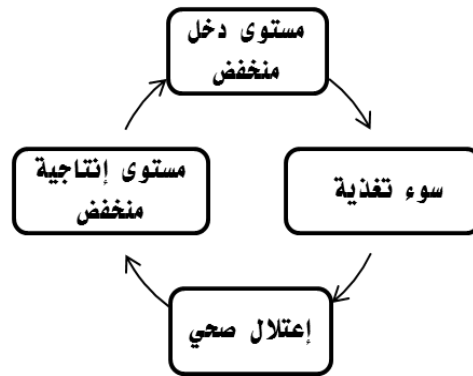 مستوى دخل
منخفض
سوء تغذية
إعتلال صحي
مستوى إنتاجية
منخفض